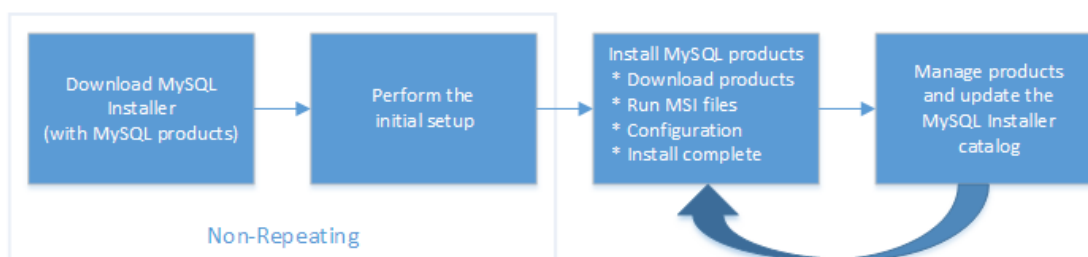 Download MySQL
Installer
(with MySQL products)
Perform the
initial setup
Install MySQL products
* Download products
* Run MSI files
* Configuration
* Install complete
Manage products
and update the
MySQL Installer
catalog
Non-Repeating